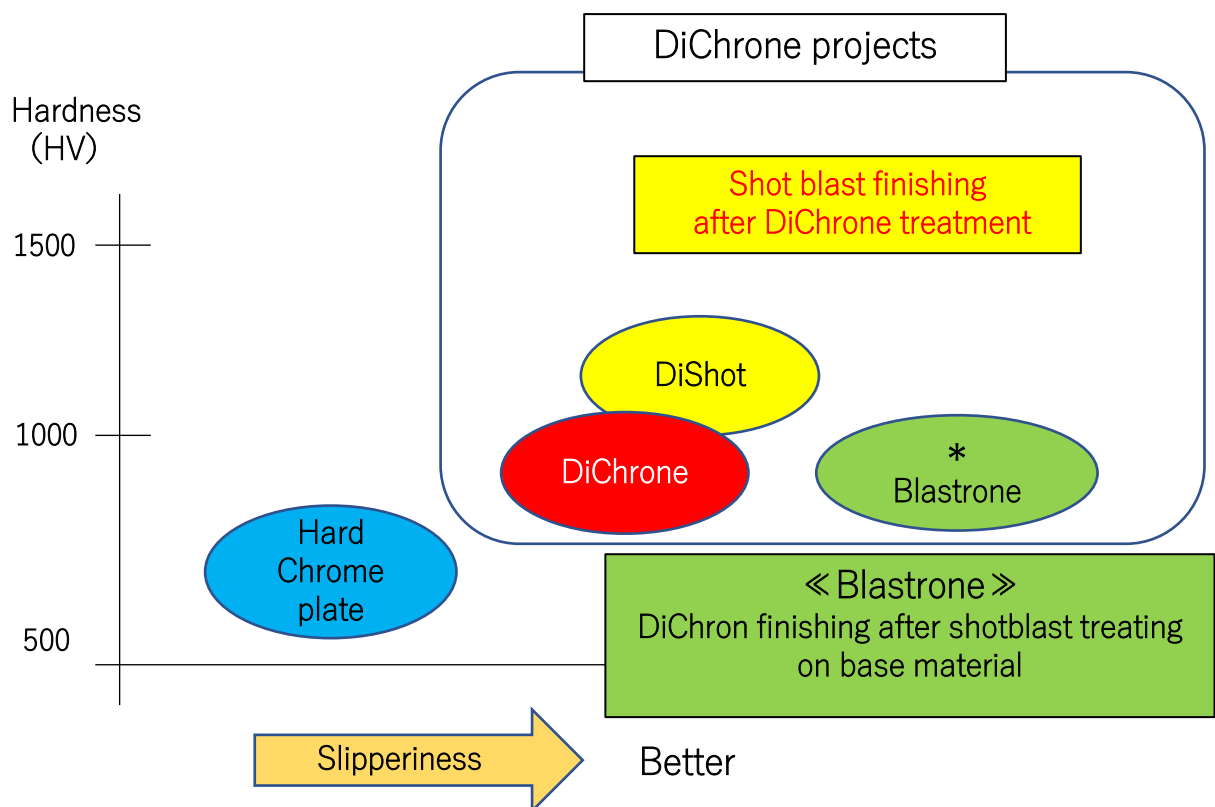 DiChrone projects
Hardness
(HV)
Shot blast finishing
after DiChrone treatment
1500
DiShot
1000
DiChrone
*
Blastrone
Hard
Chrome
plate
500
≪Blastrone≫
DiChron finishing after shotblast treating
on base material
Slipperiness
Better